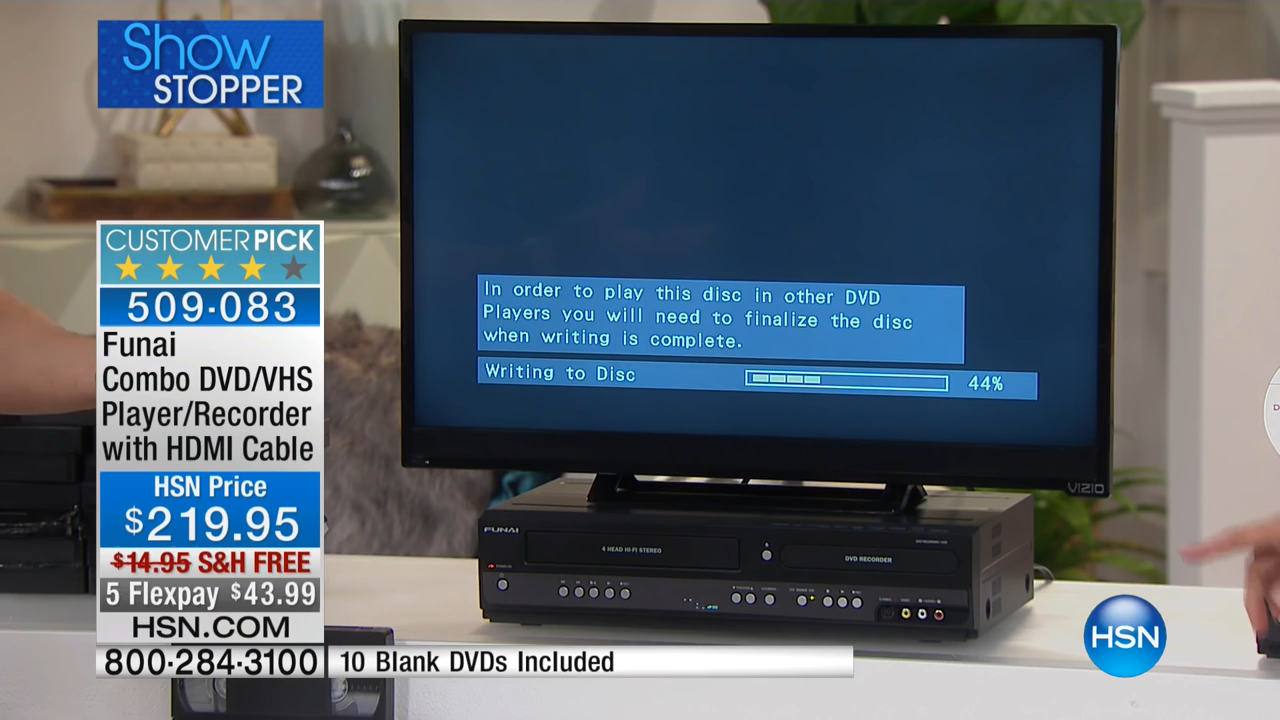 Show
STOPPER
CUSTOMER PICK
509·083
Funai
Combo DVD/VHS
Player/Recorder
with HDMI Cable
HSN Price
$219.95
$14.95 S&H FREE
5 Flexpay $43.99
HSN.COM
800·284·3100
10 Blank DVDs Included
In order to play this disc in other DVD
Players you will need to finalize the disc
when writing is complete.
Writing to Disc 44%
VIZIO
FUNAI
4 HEAD HI-FI STEREO
DVD RECORDER
HSN